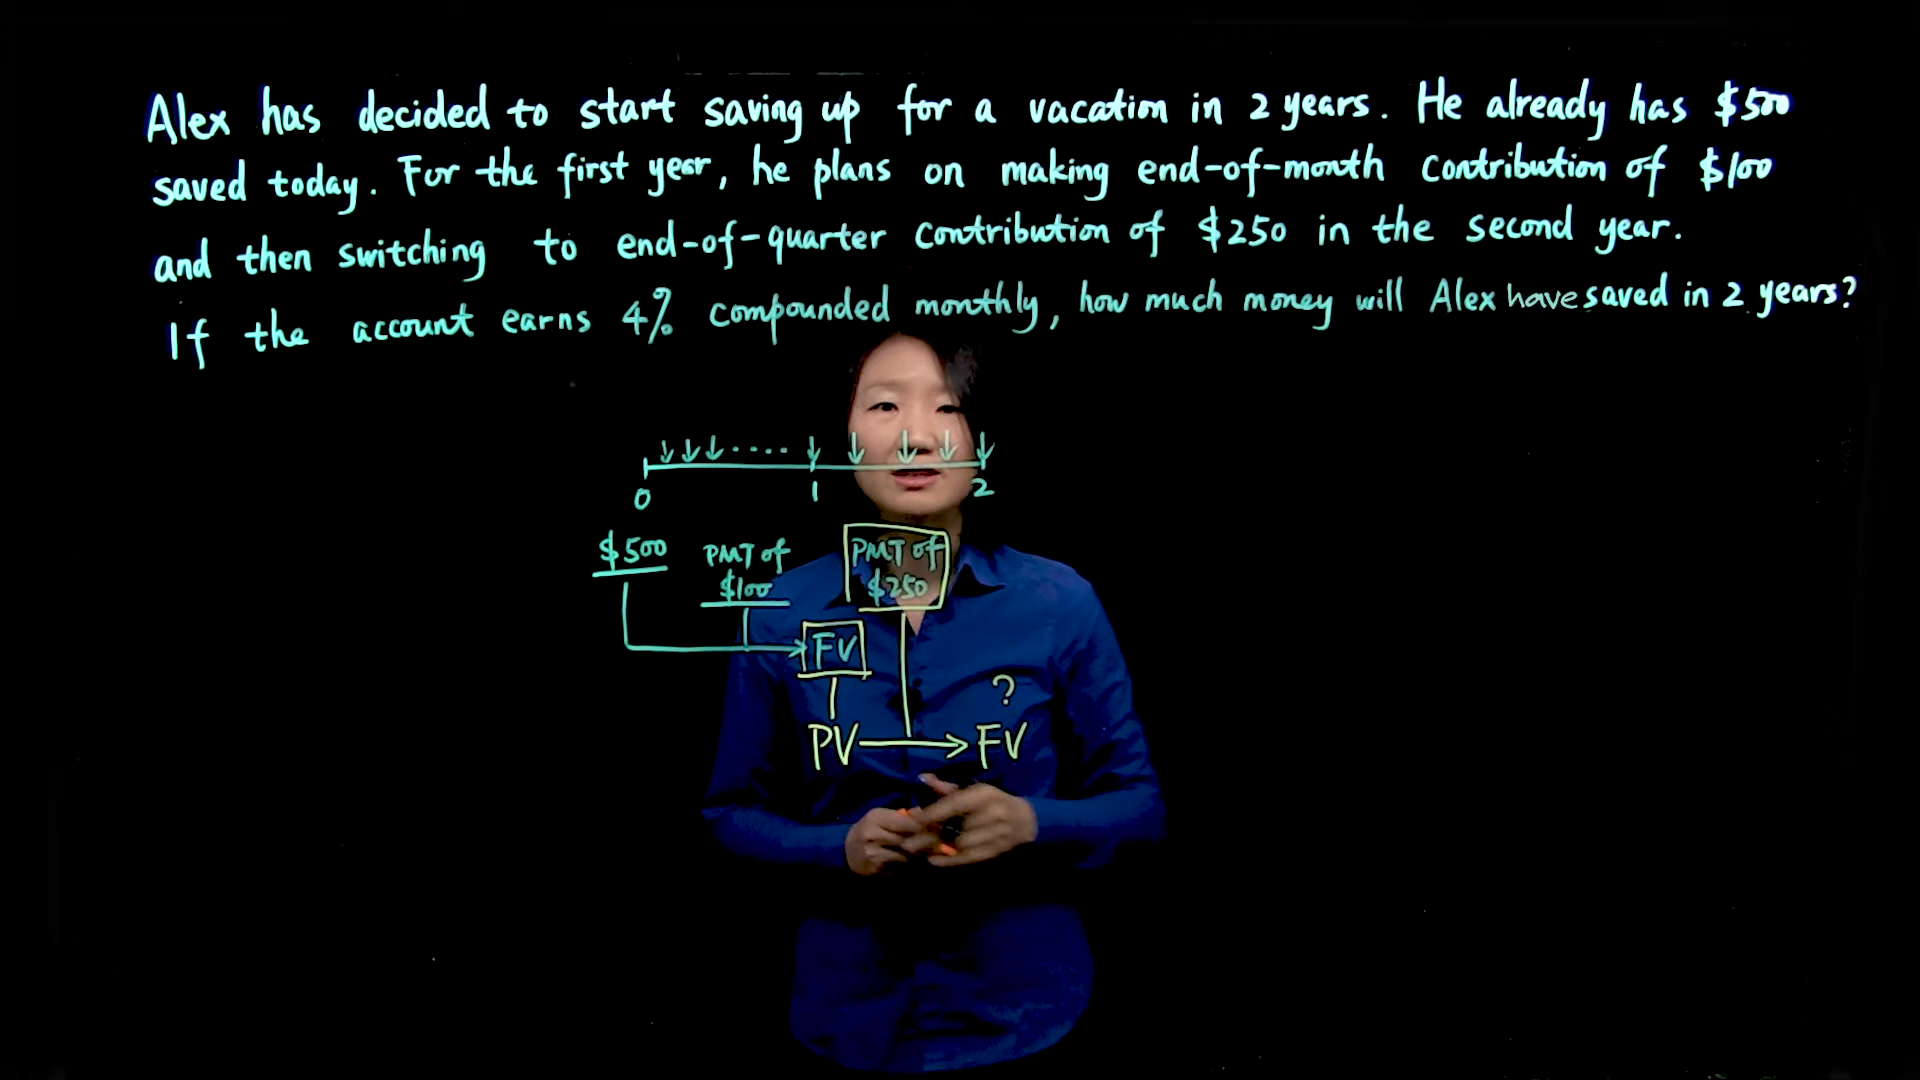 Alex has decided to start saving up for a vacation in 2 years. He already has $500
saved today. For the first year, he plans on making end-of-month contribution of $100
and then switching to end-of-quarter contribution of $250 in the second year.
If the account earns 4% compounded monthly, how much money will Alex have saved in 2 years?
0 1 2
$500 PMT of $100 PMT of $250
FV
?
PV FV